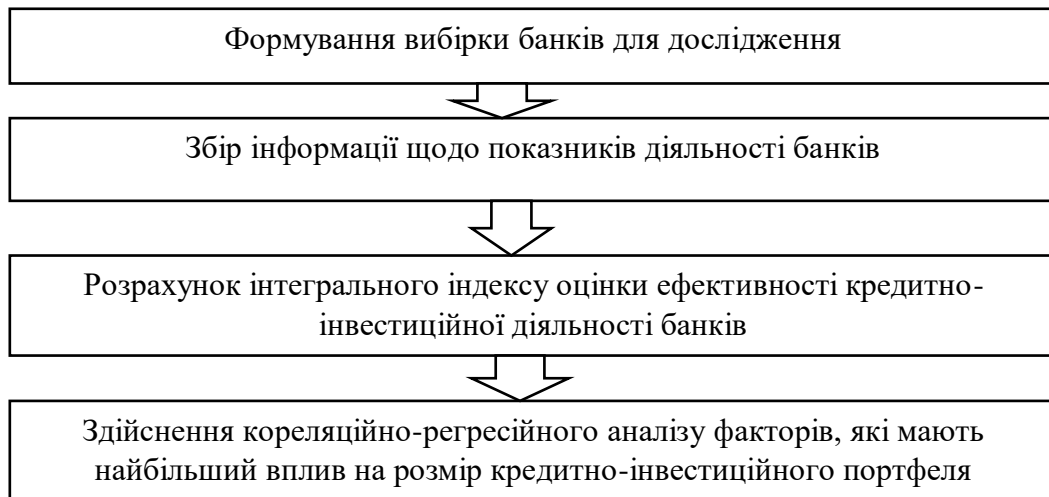 Формування вибірки банків для дослідження
Збір інформації щодо показників діяльності банків
Розрахунок інтегрального індексу оцінки ефективності кредитно-
інвестиційної діяльності банків
Здійснення кореляційно-регресійного аналізу факторів, які мають
найбільший вплив на розмір кредитно-інвестиційного портфеля